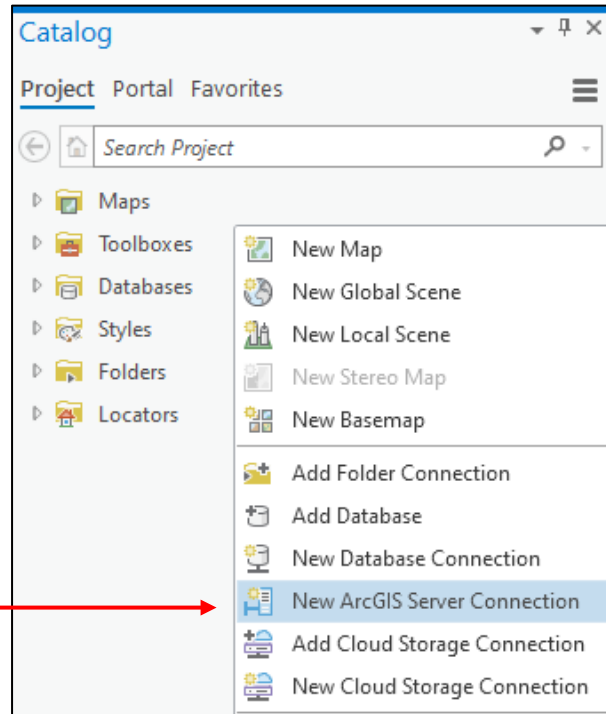 Catalog
Project Portal Favorites
Search Project
Maps
Toolboxes
Databases
Styles
Folders
Locators
New Map
New Global Scene
New Local Scene
New Stereo Map
New Basemap
Add Folder Connection
Add Database
New Database Connection
New ArcGIS Server Connection
Add Cloud Storage Connection
New Cloud Storage Connection